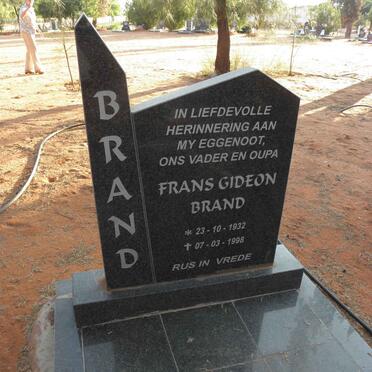 BRAND
IN LIEFDEVOLLE
HERINNERING AAN
MY EGGENOOT,
ONS VADER EN OUPA
FRANS GIDEON
BRAND
* 23 - 10 - 1932
✝ 07 - 03 - 1998
RUS IN VREDE